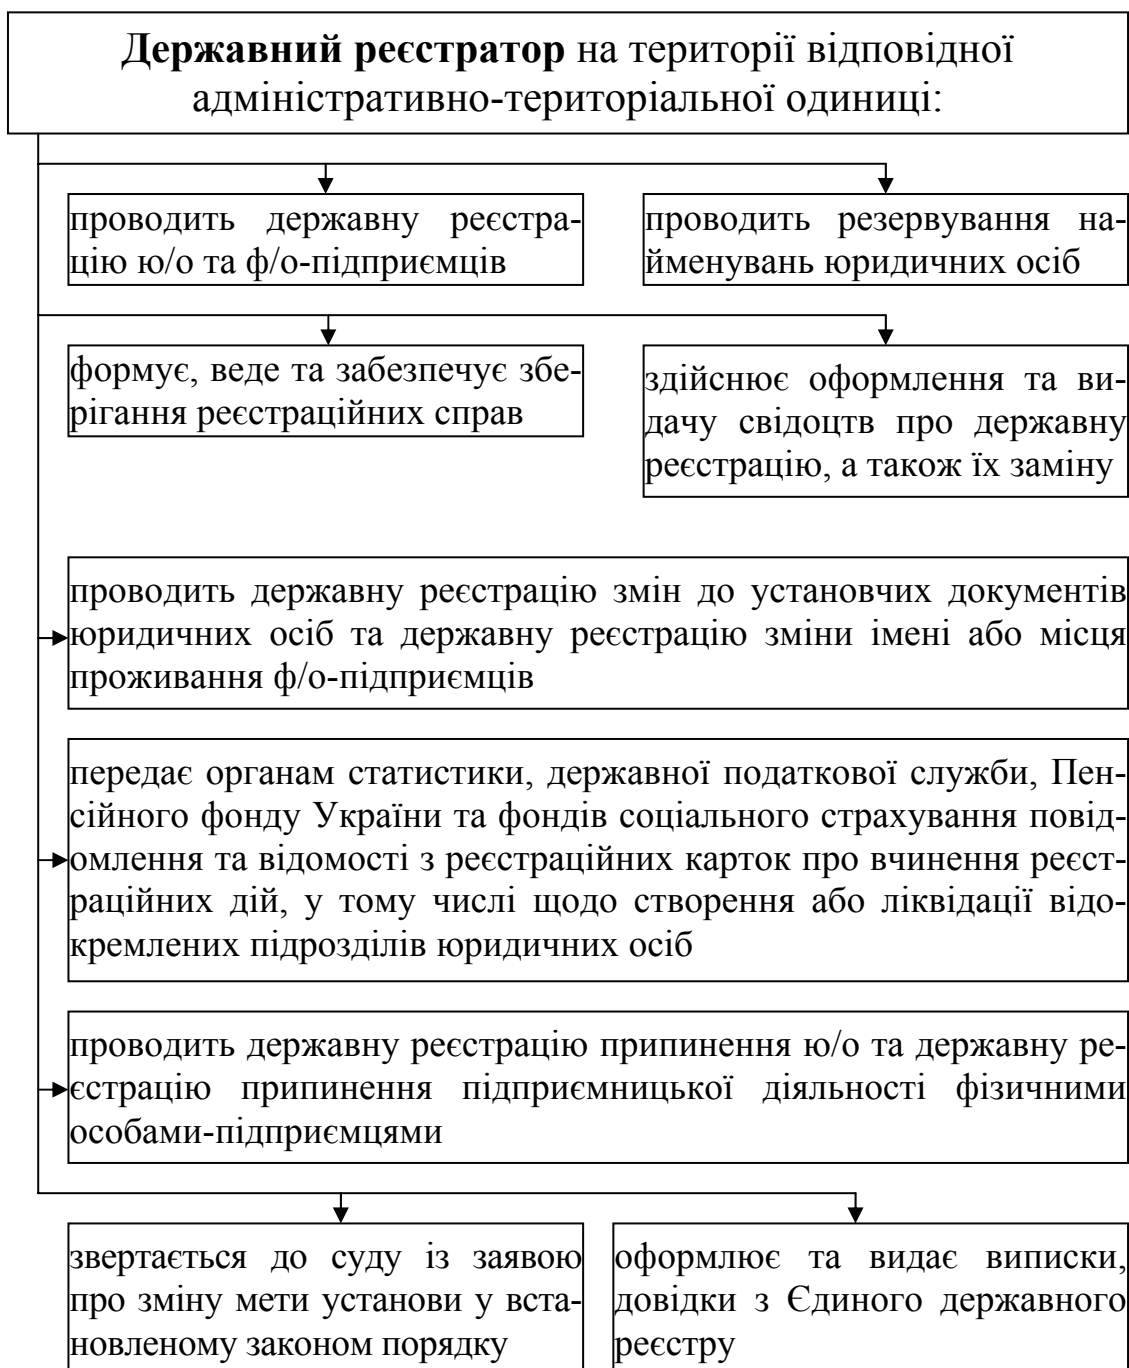 Державний реєстратор на території відповідної
адміністративно-територіальної одиниці:
проводить державну реєстра-
цію ю/о та ф/о-підприємців
проводить резервування на-
йменувань юридичних осіб
формує, веде та забезпечує збе-
рігання реєстраційних справ
здійснює оформлення та ви-
дачу свідоцтв про державну
реєстрацію, а також їх заміну
проводить державну реєстрацію змін до установчих документів
юридичних осіб та державну реєстрацію зміни імені або місця
проживання ф/о-підприємців
передає органам статистики, державної податкової служби, Пен-
сійного фонду України та фондів соціального страхування повід-
омлення та відомості з реєстраційних карток про вчинення реєст-
раційних дій, у тому числі щодо створення або ліквідації відо-
кремлених підрозділів юридичних осіб
проводить державну реєстрацію припинення ю/о та державну ре-
єстрацію припинення підприємницької діяльності фізичними
особами-підприємцями
звертається до суду із заявою
про зміну мети установи у вста-
новленому законом порядку
оформлює та видає виписки,
довідки з Єдиного державного
реєстру